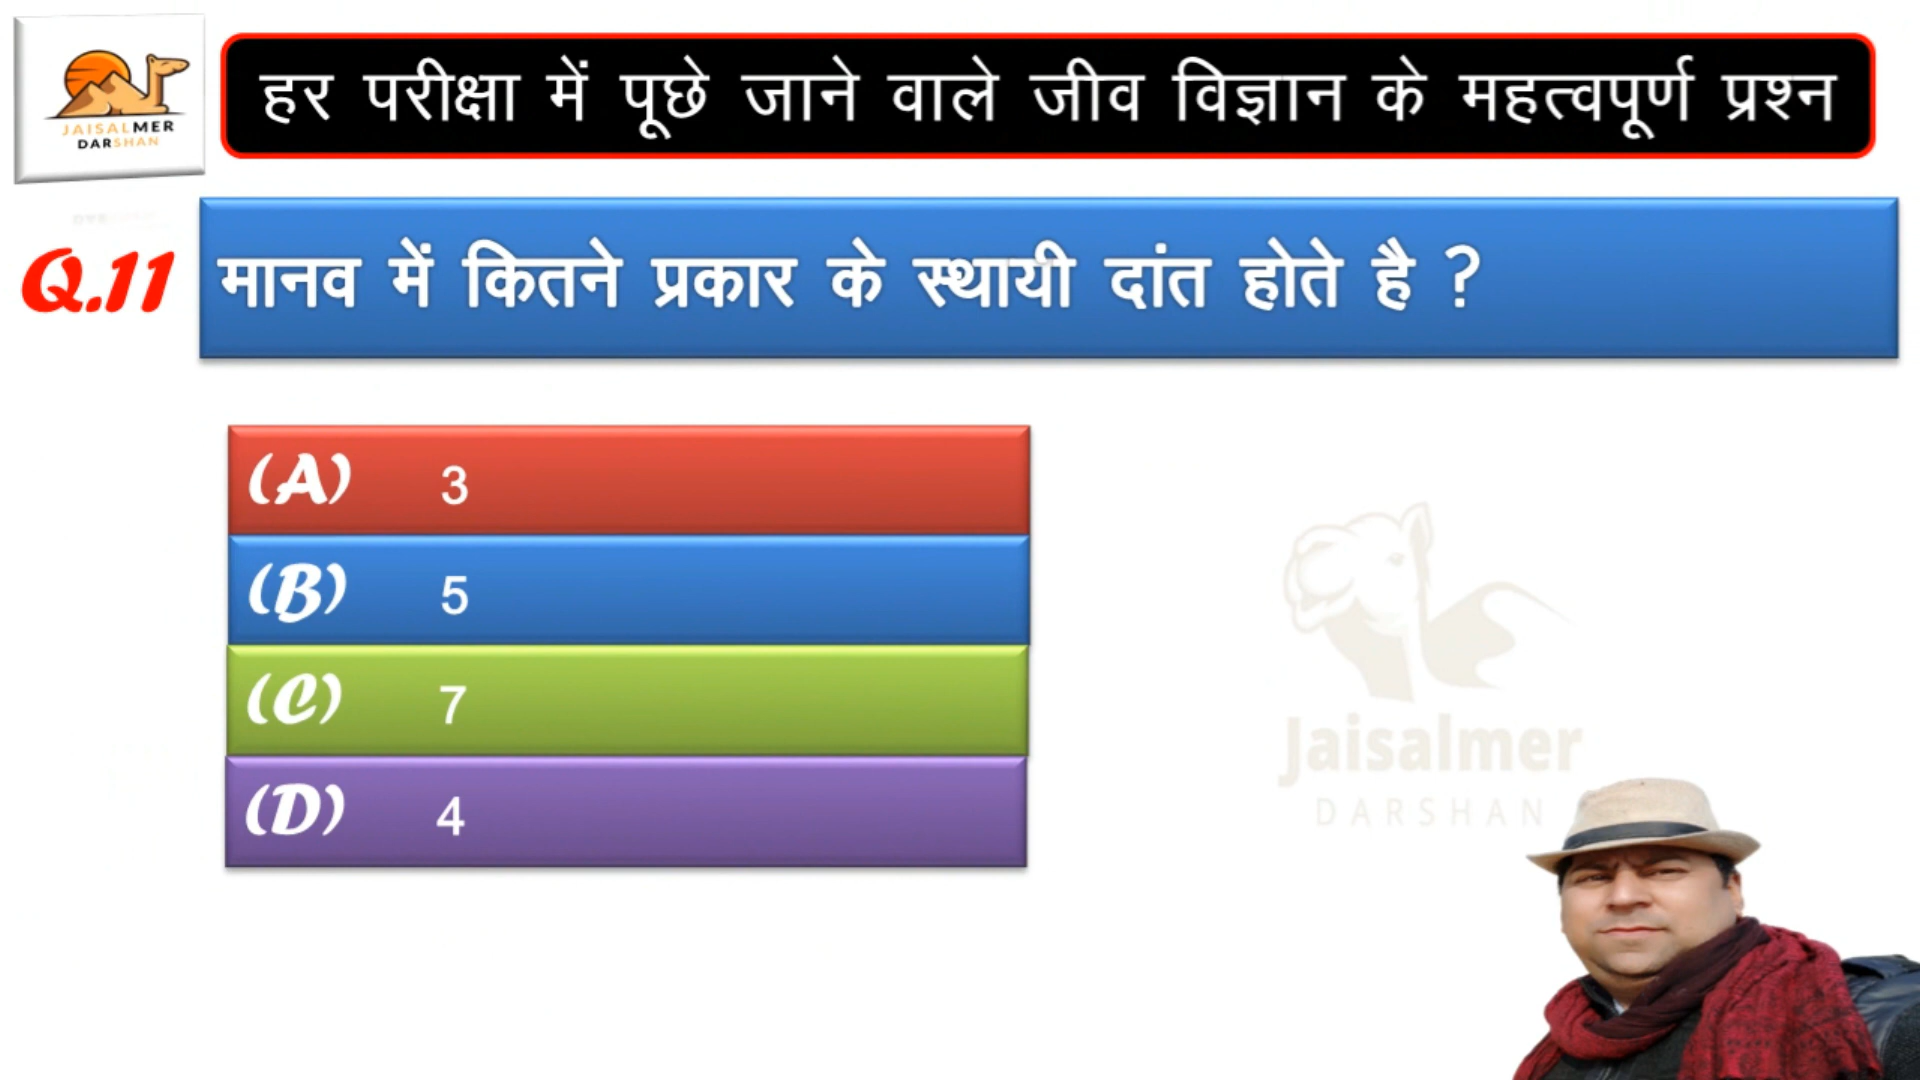 JAISALMER
DARSHAN
हर परीक्षा में पूछे जाने वाले जीव विज्ञान के महत्वपूर्ण प्रश्न
Q.11
मानव में कितने प्रकार के स्थायी दांत होते है ?
(A) 3
(B) 5
(C) 7
(D) 4
Jaisalmer
DARSHAN